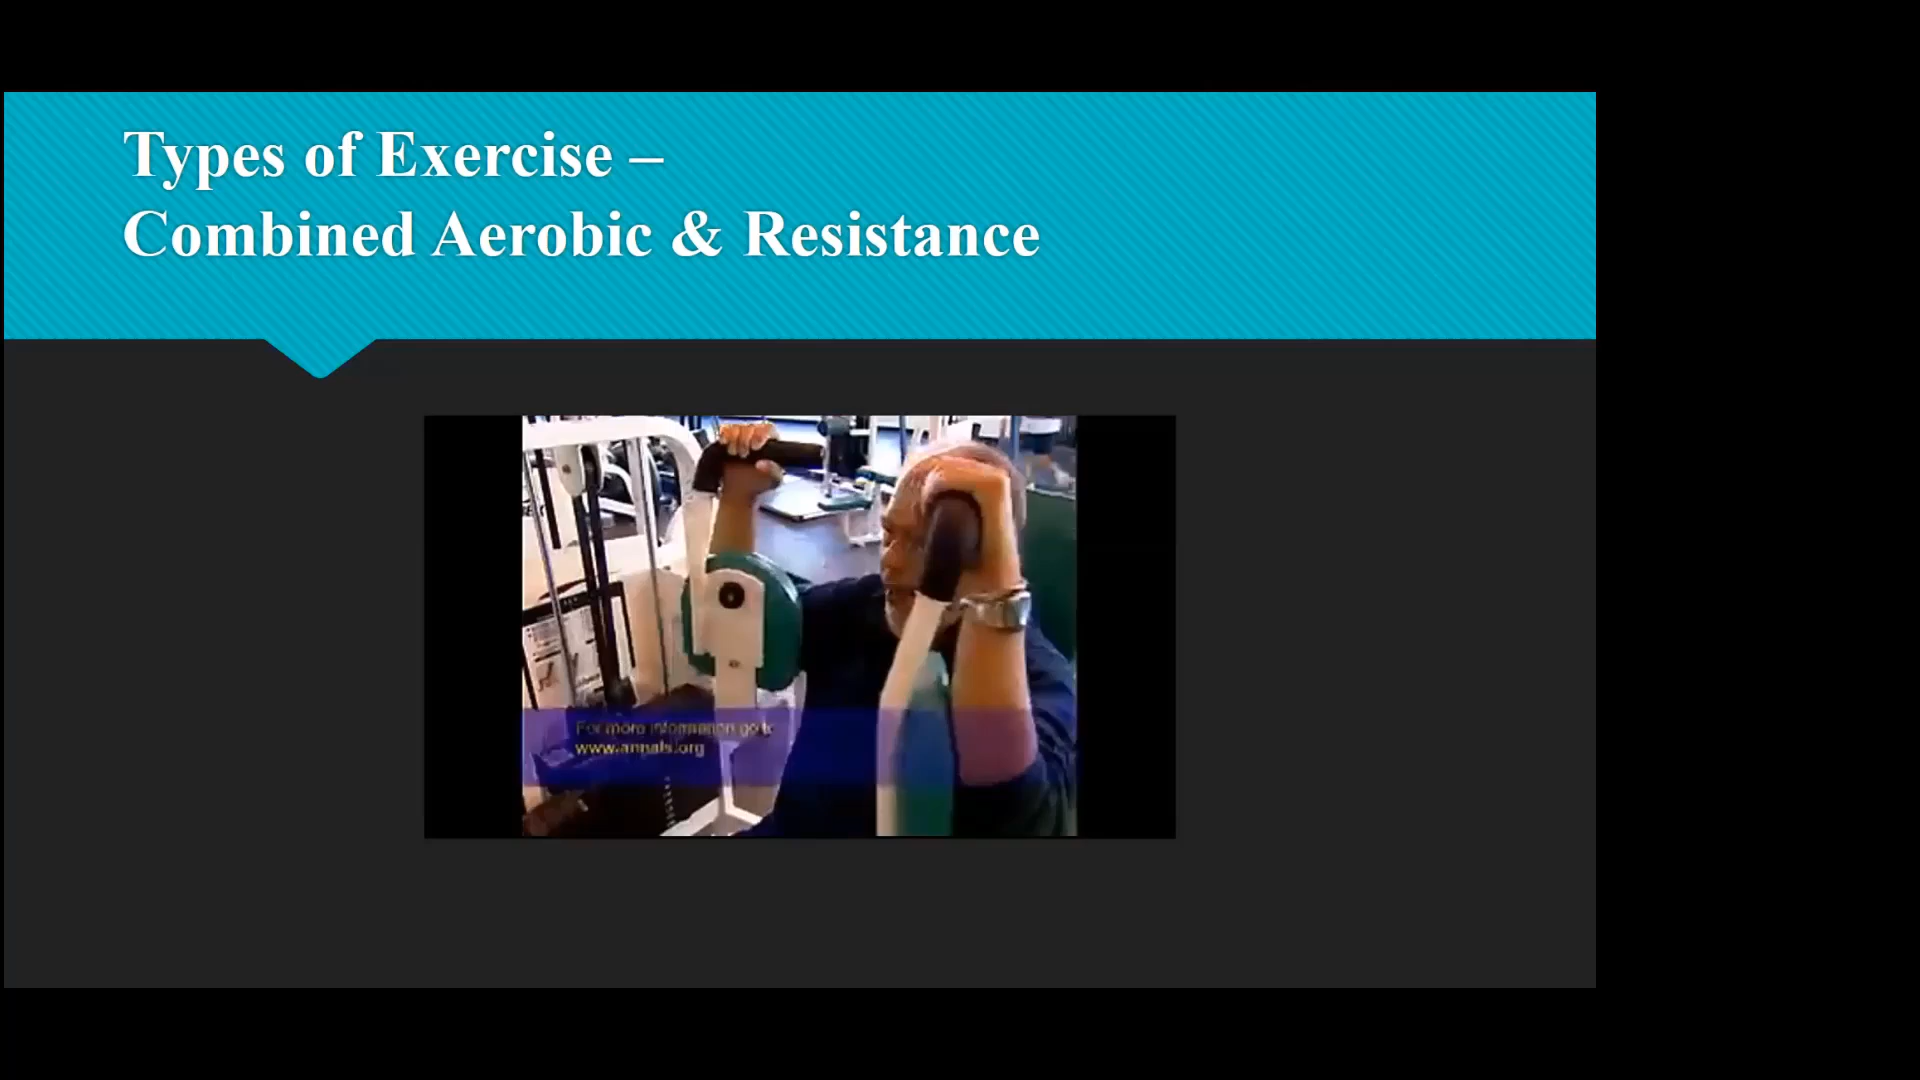 Types of Exercise –
Combined Aerobic & Resistance
For more information go to
www.annals.org